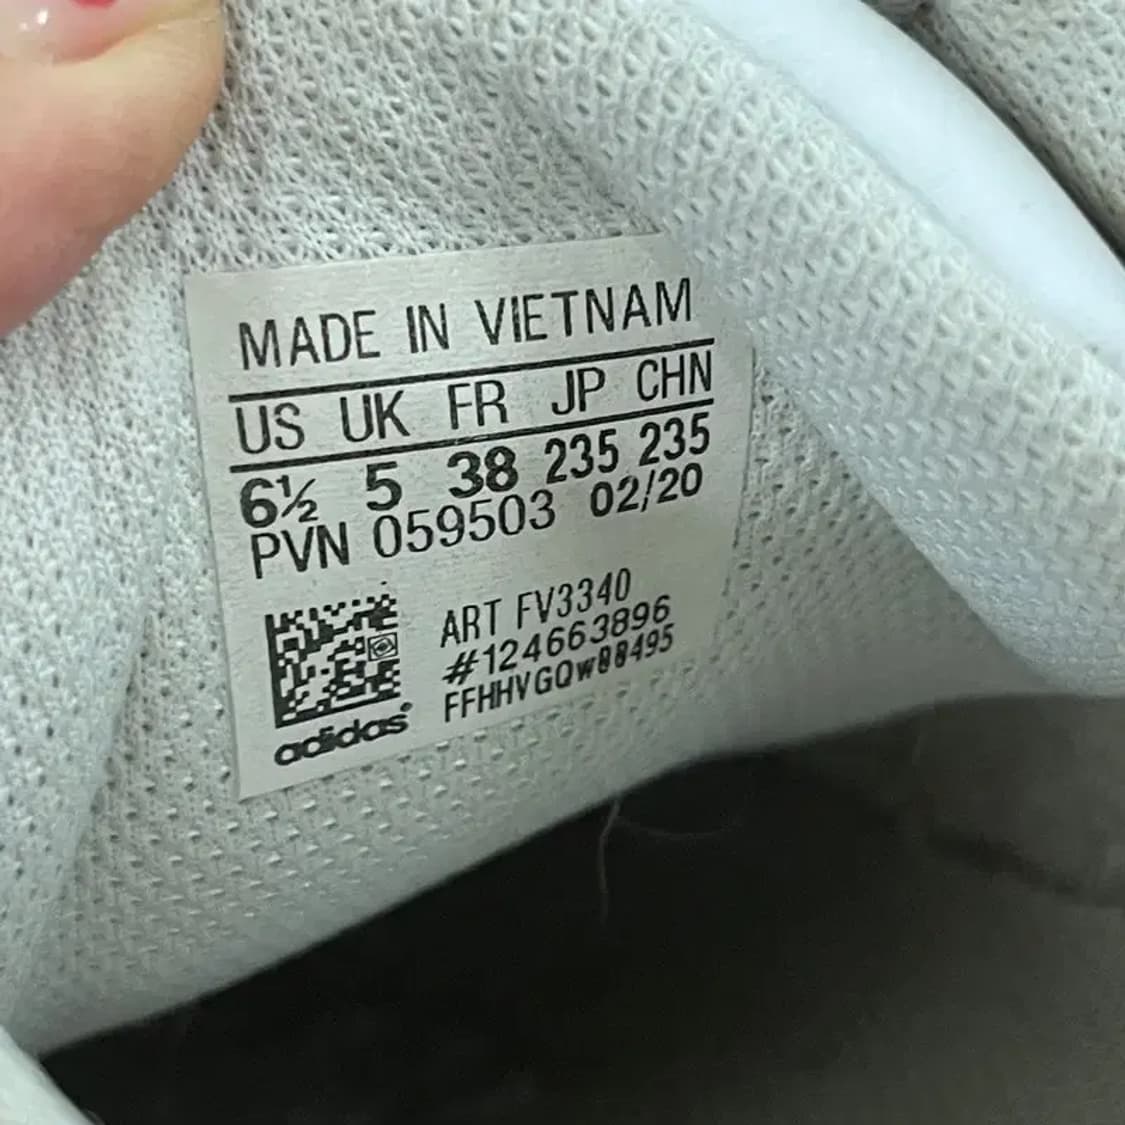 MADE IN VIETNAM
US UK FR JP CHN
6½ 5 38 235 235
PVN 059503 02/20
ART FV3340
#124663896
adidas®